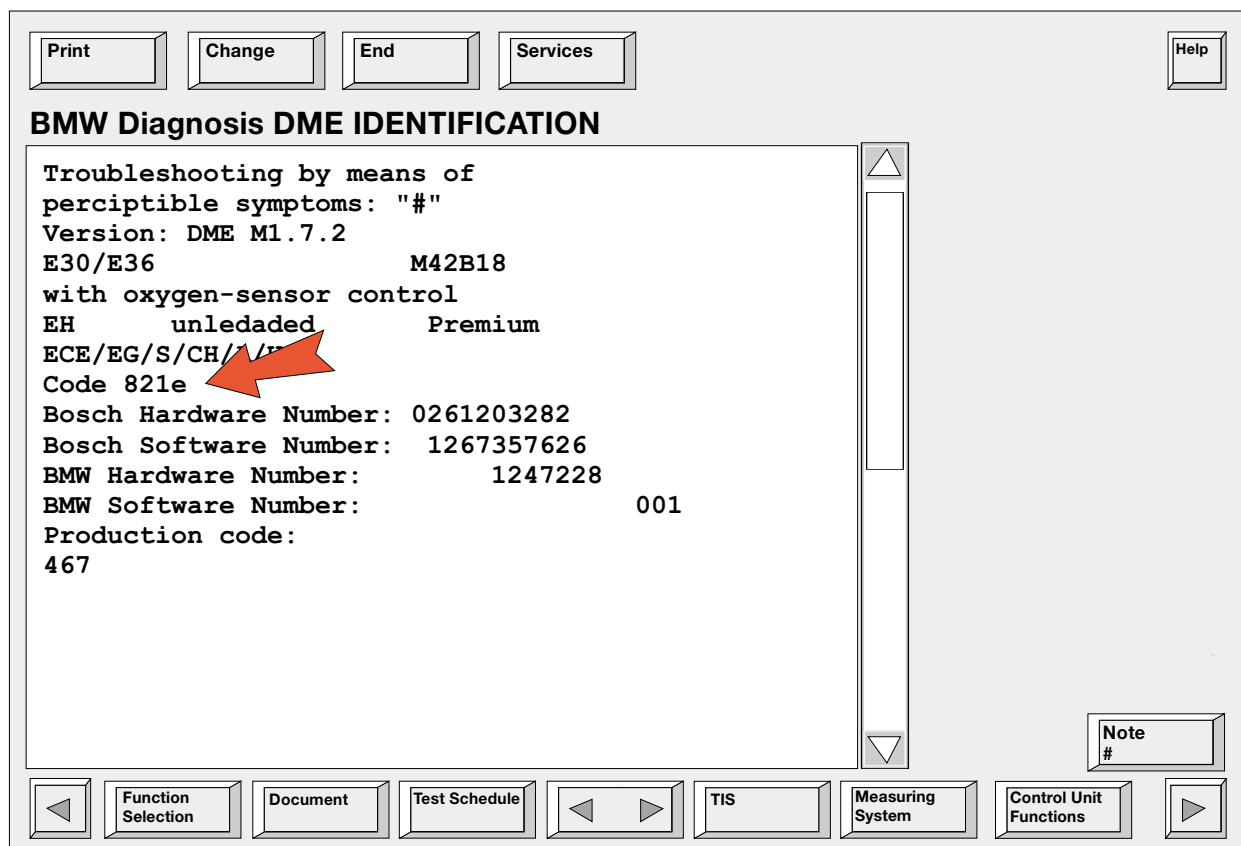 Print Change End Services Help
BMW Diagnosis DME IDENTIFICATION
Troubleshooting by means of
perciptible symptoms: "#"
Version: DME M1.7.2
E30/E36 M42B18
with oxygen-sensor control
EH unledaded Premium
ECE/EG/S/CH/
Code 821e
Bosch Hardware Number: 0261203282
Bosch Software Number: 1267357626
BMW Hardware Number: 1247228
BMW Software Number: 001
Production code:
467
Note
#
Function Selection Document Test Schedule TIS Measuring System Control Unit Functions